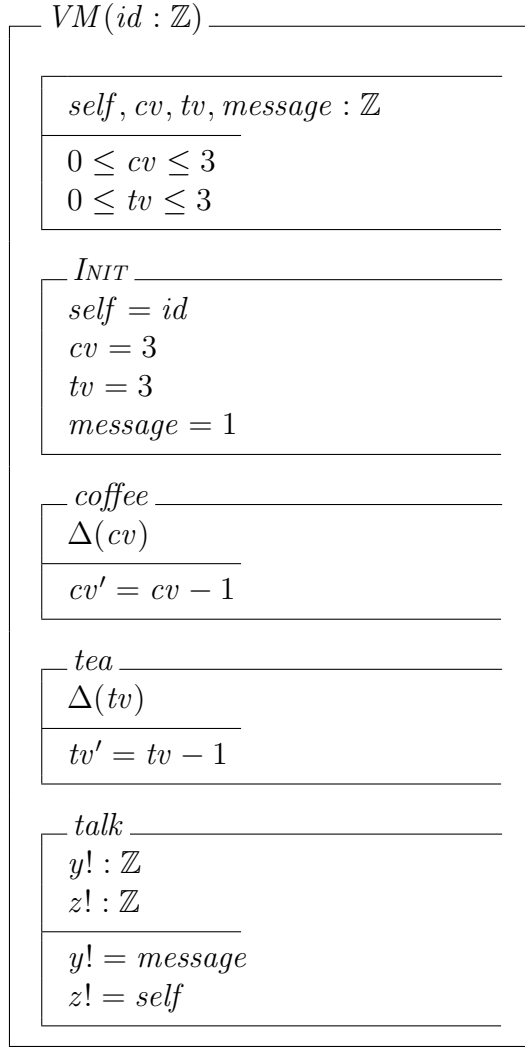 VM(id : ℤ)
self, cv, tv, message : ℤ
0 ≤ cv ≤ 3
0 ≤ tv ≤ 3
INIT
self = id
cv = 3
tv = 3
message = 1
coffee
Δ(cv)
cv′ = cv − 1
tea
Δ(tv)
tv′ = tv − 1
talk
y! : ℤ
z! : ℤ
y! = message
z! = self